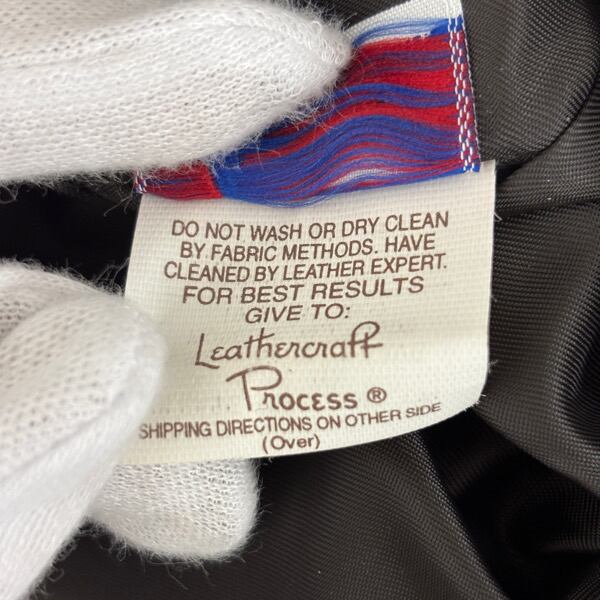 DO NOT WASH OR DRY CLEAN
BY FABRIC METHODS. HAVE
CLEANED BY LEATHER EXPERT.
FOR BEST RESULTS
GIVE TO:
Leathercraft
Process ®
SHIPPING DIRECTIONS ON OTHER SIDE
(Over)